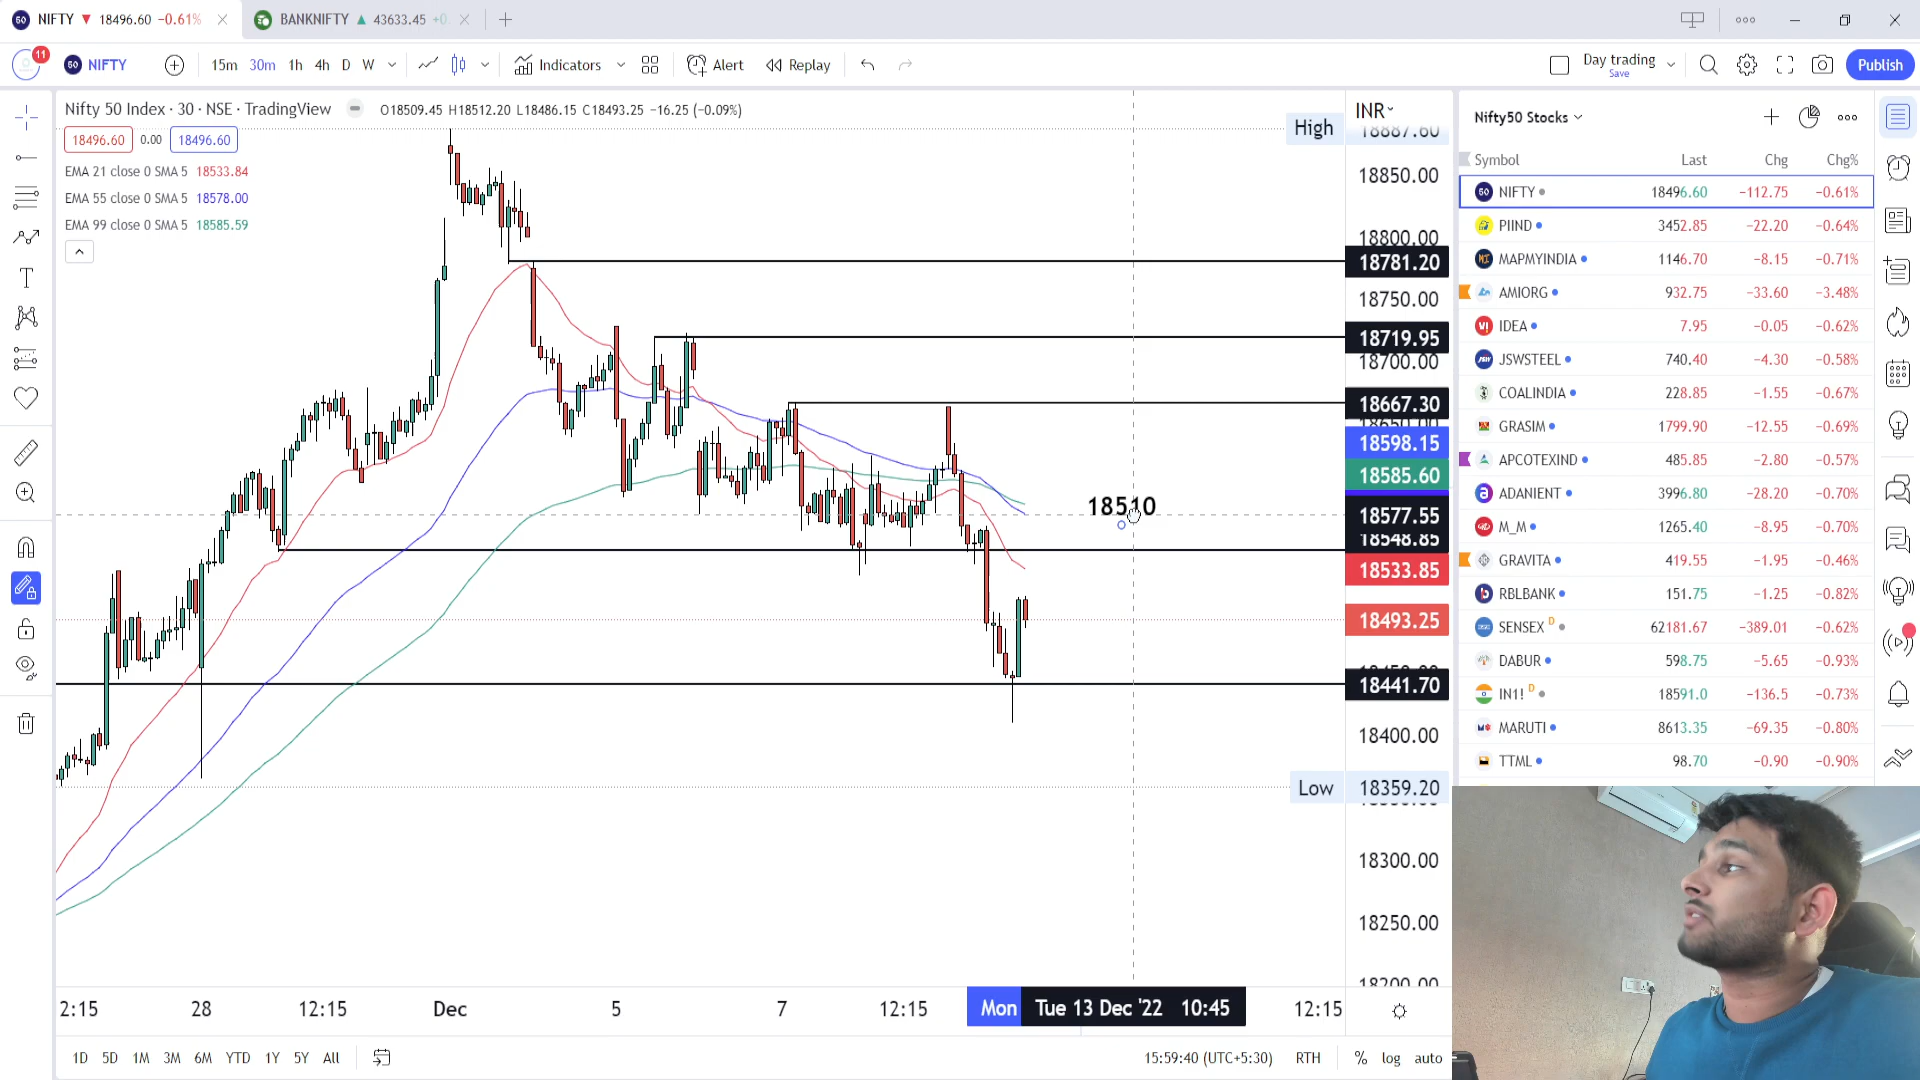 NIFTY ▼ 18496.60 −0.61%
BANKNIFTY ▲ 43633.45
11
50 NIFTY
15m 30m 1h 4h D W
Indicators
Alert
Replay
Day trading
Save
Publish
Nifty 50 Index · 30 · NSE · TradingView
O18509.45 H18512.20 L18486.15 C18493.25 −16.25 (−0.09%)
18496.60 0.00 18496.60
EMA 21 close 0 SMA 5 18533.84
EMA 55 close 0 SMA 5 18578.00
EMA 99 close 0 SMA 5 18585.59
INR
High 18887.60
18850.00
18800.00
18781.20
18750.00
18719.95
18700.00
18667.30
18598.15
18585.60
18577.55
18548.85
18533.85
18493.25
18441.70
18400.00
Low 18359.20
18300.00
18250.00
18200.00
18510
2:15 28 12:15 Dec 5 7 12:15 Mon Tue 13 Dec '22 10:45 12:15
1D 5D 1M 3M 6M YTD 1Y 5Y All
15:59:40 (UTC+5:30) RTH % log auto
Nifty50 Stocks
Symbol Last Chg Chg%
NIFTY 18496.60 −112.75 −0.61%
PIIND 3452.85 −22.20 −0.64%
MAPMYINDIA 1146.70 −8.15 −0.71%
AMIORG 932.75 −33.60 −3.48%
IDEA 7.95 −0.05 −0.62%
JSWSTEEL 740.40 −4.30 −0.58%
COALINDIA 228.85 −1.55 −0.67%
GRASIM 1799.90 −12.55 −0.69%
APCOTEXIND 485.85 −2.80 −0.57%
ADANIENT 3996.80 −28.20 −0.70%
M_M 1265.40 −8.95 −0.70%
GRAVITA 419.55 −1.95 −0.46%
RBLBANK 151.75 −1.25 −0.82%
SENSEX D 62181.67 −389.01 −0.62%
DABUR 598.75 −5.65 −0.93%
IN1! D 18591.0 −136.5 −0.73%
MARUTI 8613.35 −69.35 −0.80%
TTML 98.70 −0.90 −0.90%